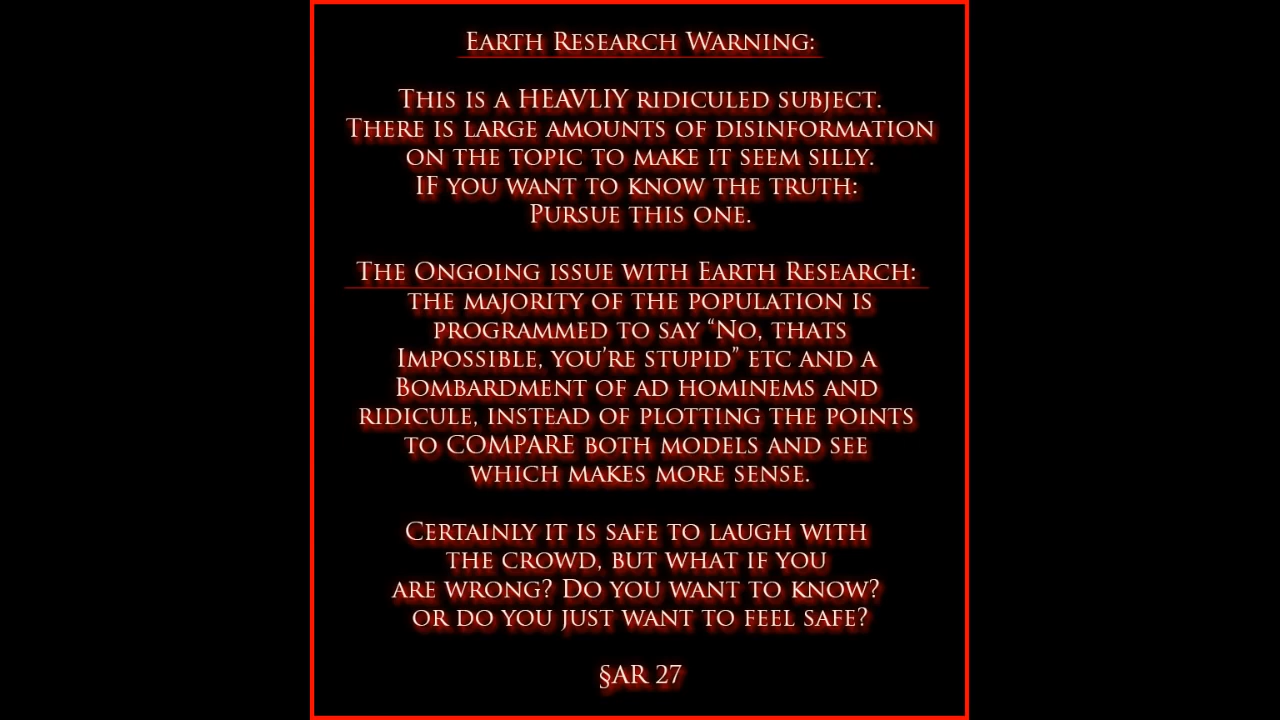 Earth Research Warning:
This is a HEAVLIY ridiculed subject.
There is large amounts of disinformation
on the topic to make it seem silly.
IF you want to know the truth:
Pursue this one.
The Ongoing issue with Earth Research:
the majority of the population is
programmed to say “No, thats
Impossible, you're stupid” etc and a
Bombardment of ad hominems and
ridicule, instead of plotting the points
to COMPARE both models and see
which makes more sense.
Certainly it is safe to laugh with
the crowd, but what if you
are wrong? Do you want to know?
or do you just want to feel safe?
§AR 27